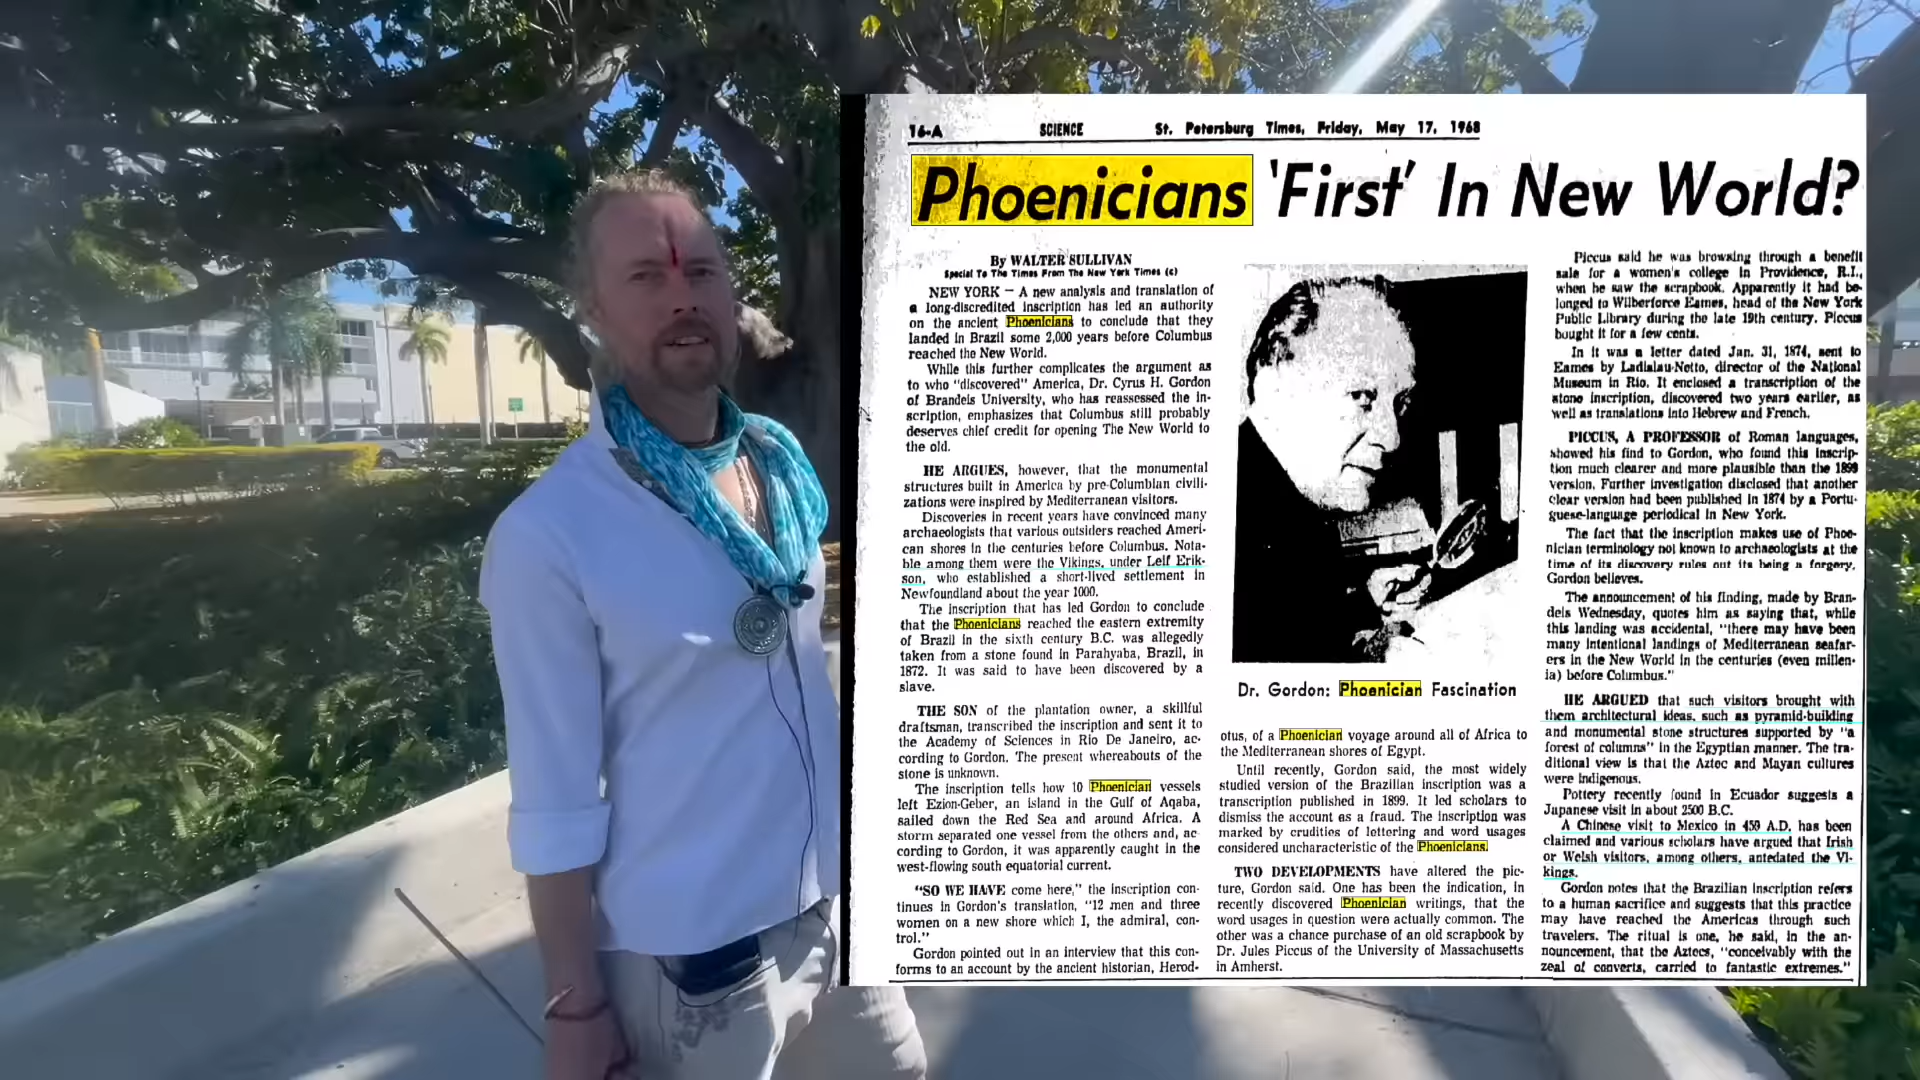 16-A SCIENCE St. Petersburg Times, Friday, May 17, 1968
Phoenicians 'First' In New World?
By WALTER SULLIVAN
Special To The Times From The New York Times (c)
NEW YORK — A new analysis and translation of
a long-discredited inscription has led an authority
on the ancient Phoenicians to conclude that they
landed in Brazil some 2,000 years before Columbus
reached the New World.
While this further complicates the argument as
to who "discovered" America, Dr. Cyrus H. Gordon
of Brandeis University, who has reassessed the in-
scription, emphasizes that Columbus still probably
deserves chief credit for opening The New World to
the old.
HE ARGUES, however, that the monumental
structures built in America by pre-Columbian civili-
zations were inspired by Mediterranean visitors.
Discoveries in recent years have convinced many
archaeologists that various outsiders reached Ameri-
can shores in the centuries before Columbus. Nota-
ble among them were the Vikings, under Leif Erik-
son, who established a short-lived settlement in
Newfoundland about the year 1000.
The inscription that has led Gordon to conclude
that the Phoenicians reached the eastern extremity
of Brazil in the sixth century B.C. was allegedly
taken from a stone found in Parahyaba, Brazil, in
1872. It was said to have been discovered by a
slave.
THE SON of the plantation owner, a skillful
draftsman, transcribed the inscription and sent it to
the Academy of Sciences in Rio De Janeiro, ac-
cording to Gordon. The present whereabouts of the
stone is unknown.
The inscription tells how 10 Phoenician vessels
left Ezion-Geber, an island in the Gulf of Aqaba,
sailed down the Red Sea and around Africa. A
storm separated one vessel from the others and, ac-
cording to Gordon, it was apparently caught in the
west-flowing south equatorial current.
"SO WE HAVE come here," the inscription con-
tinues in Gordon's translation, "12 men and three
women on a new shore which I, the admiral, con-
trol."
Gordon pointed out in an interview that this con-
forms to an account by the ancient historian, Herod-
Dr. Gordon: Phoenician Fascination
otus, of a Phoenician voyage around all of Africa to
the Mediterranean shores of Egypt.
Until recently, Gordon said, the most widely
studied version of the Brazilian inscription was a
transcription published in 1899. It led scholars to
dismiss the account as a fraud. The inscription was
marked by crudities of lettering and word usages
considered uncharacteristic of the Phoenicians.
TWO DEVELOPMENTS have altered the pic-
ture, Gordon said. One has been the indication, in
recently discovered Phoenician writings, that the
word usages in question were actually common. The
other was a chance purchase of an old scrapbook by
Dr. Jules Piccus of the University of Massachusetts
in Amherst.
Piccus said he was browsing through a benefit
sale for a women's college in Providence, R.I.,
when he saw the scrapbook. Apparently it had be-
longed to Wilberforce Eames, head of the New York
Public Library during the late 19th century. Piccus
bought it for a few cents.
In it was a letter dated Jan. 31, 1874, sent to
Eames by Ladislau-Netto, director of the National
Museum in Rio. It enclosed a transcription of the
stone inscription, discovered two years earlier, as
well as translations into Hebrew and French.
PICCUS, A PROFESSOR of Roman languages,
showed his find to Gordon, who found this inscrip-
tion much clearer and more plausible than the 1899
version. Further investigation disclosed that another
clear version had been published in 1874 by a Portu-
guese-language periodical in New York.
The fact that the inscription makes use of Phoe-
nician terminology not known to archaeologists at the
time of its discovery rules out its being a forgery,
Gordon believes.
The announcement of his finding, made by Bran-
deis Wednesday, quotes him as saying that, while
this landing was accidental, "there may have been
many intentional landings of Mediterranean seafar-
ers in the New World in the centuries (even millen-
ia) before Columbus."
HE ARGUED that such visitors brought with
them architectural ideas, such as pyramid-building
and monumental stone structures supported by "a
forest of columns" in the Egyptian manner. The tra-
ditional view is that the Aztec and Mayan cultures
were indigenous.
Pottery recently found in Ecuador suggests a
Japanese visit in about 2500 B.C.
A Chinese visit to Mexico in 459 A.D. has been
claimed and various scholars have argued that Irish
or Welsh visitors, among others, antedated the Vi-
kings.
Gordon notes that the Brazilian inscription refers
to a human sacrifice and suggests that this practice
may have reached the Americas through such
travelers. The ritual is one, he said, in the an-
nouncement, that the Aztecs, "conceivably with the
zeal of converts, carried to fantastic extremes."